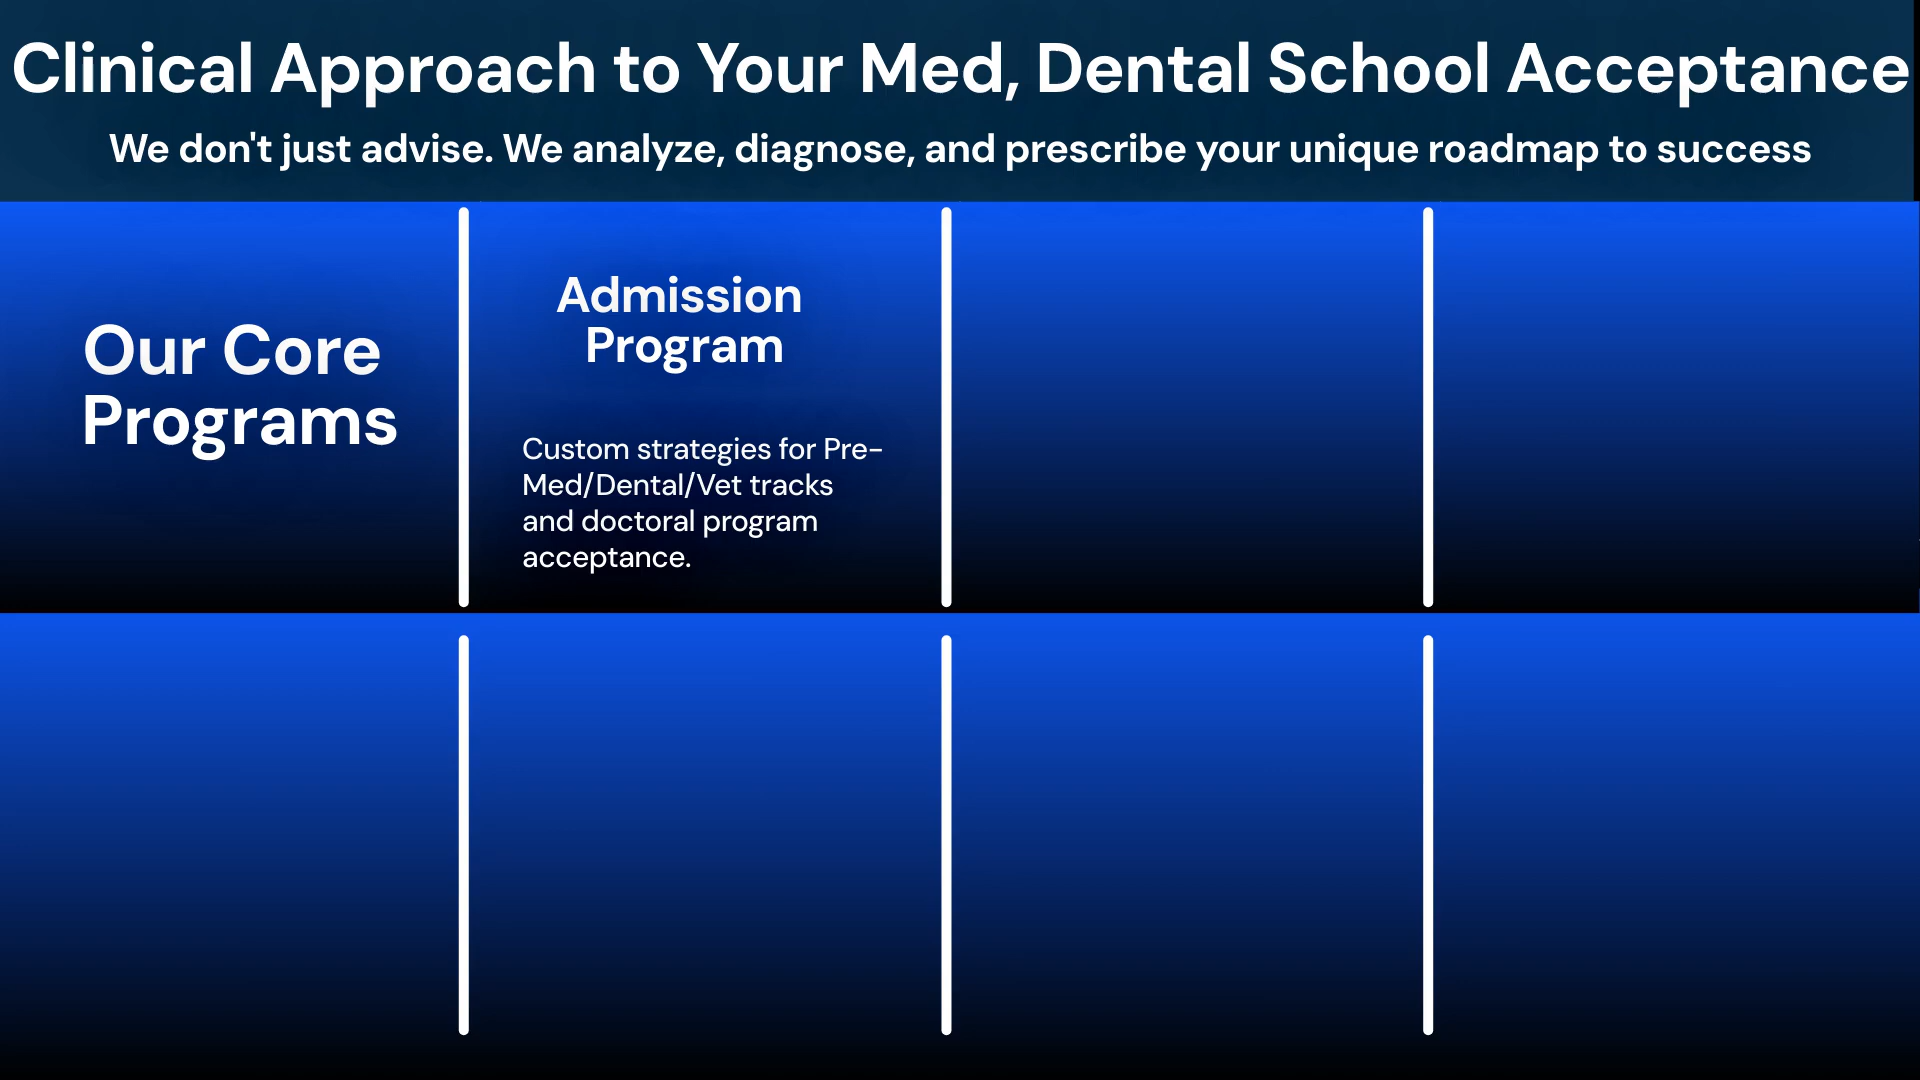 Clinical Approach to Your Med, Dental School Acceptance
We don't just advise. We analyze, diagnose, and prescribe your unique roadmap to success
Our Core
Programs
Admission
Program
Custom strategies for Pre-
Med/Dental/Vet tracks
and doctoral program
acceptance.